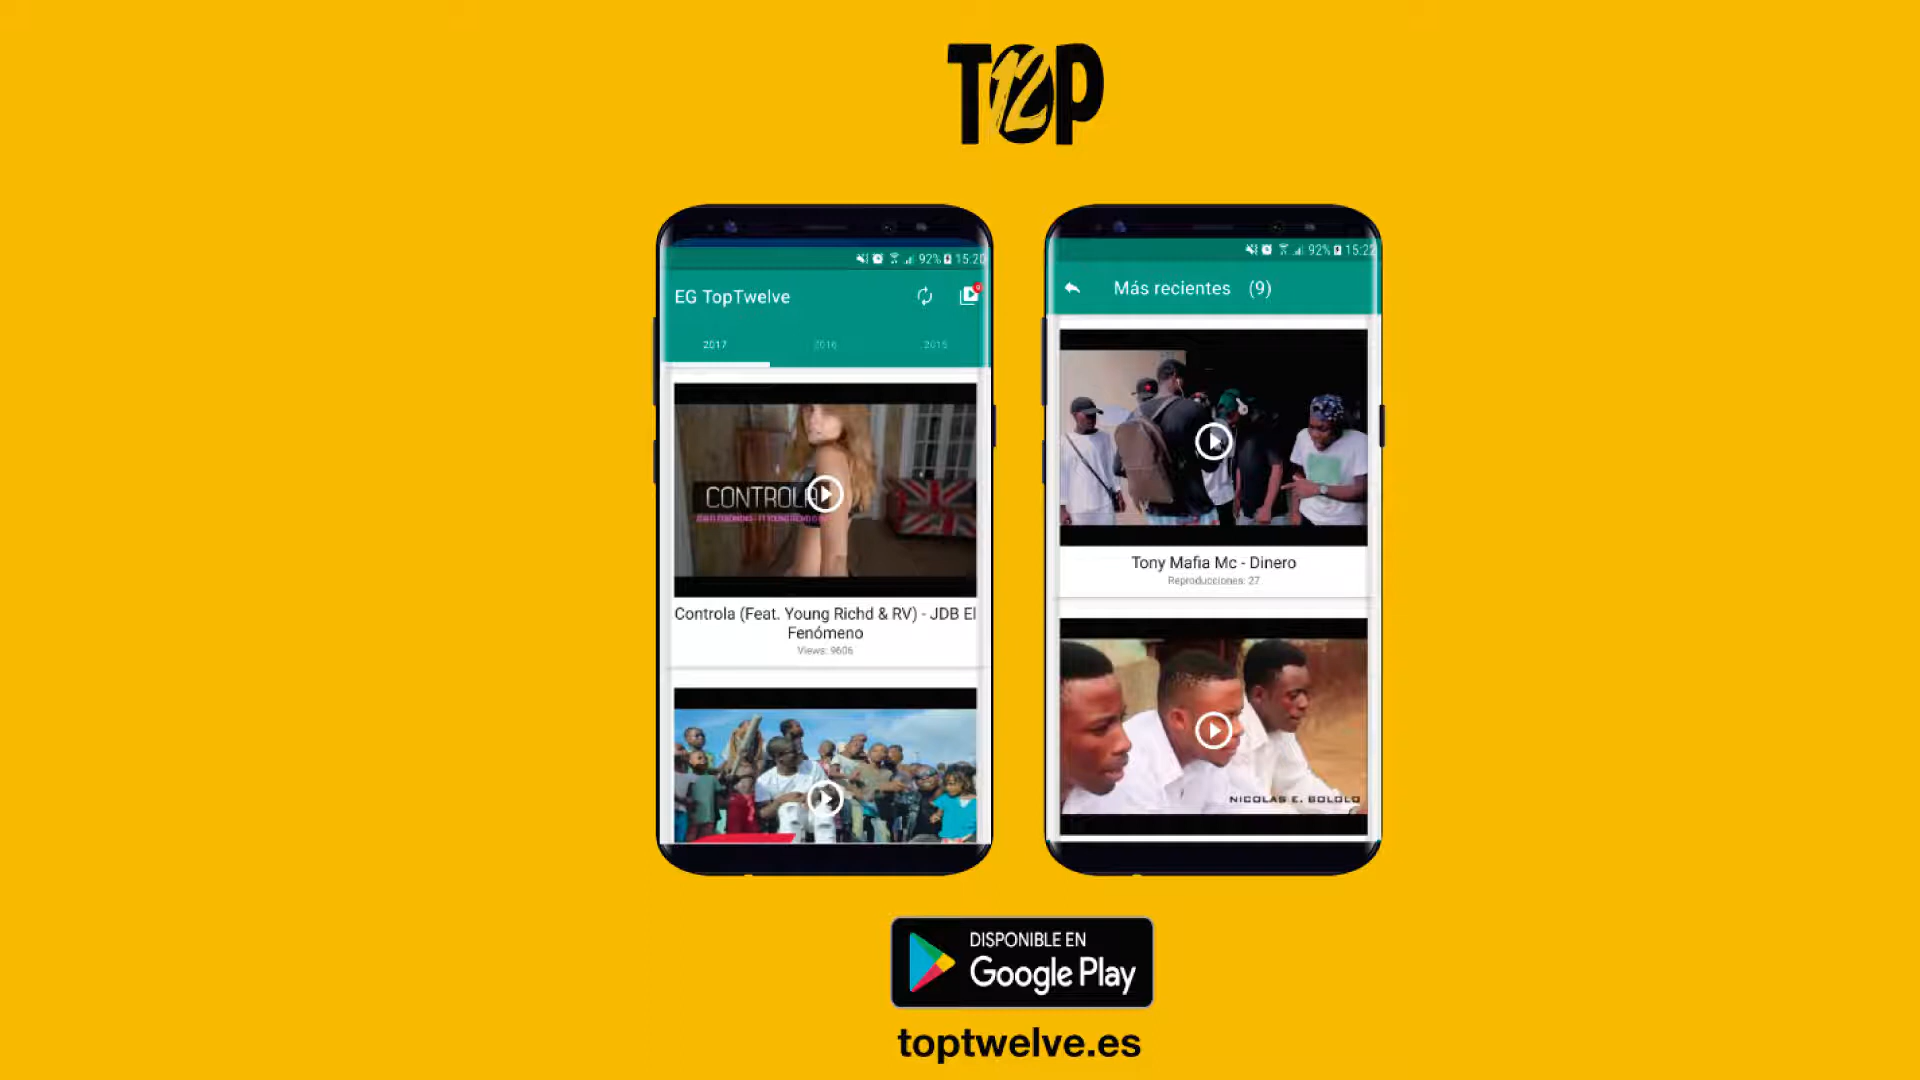 T12P
92% 15:20
EG TopTwelve
9
2017 2016 2015
CONTROLA
Controla (Feat. Young Richd & RV) - JDB El
Fenómeno
Views: 9606
92% 15:22
Más recientes (9)
Tony Mafia Mc - Dinero
Reproducciones: 27
NICOLAS E. BOLOLO
DISPONIBLE EN
Google Play
toptwelve.es